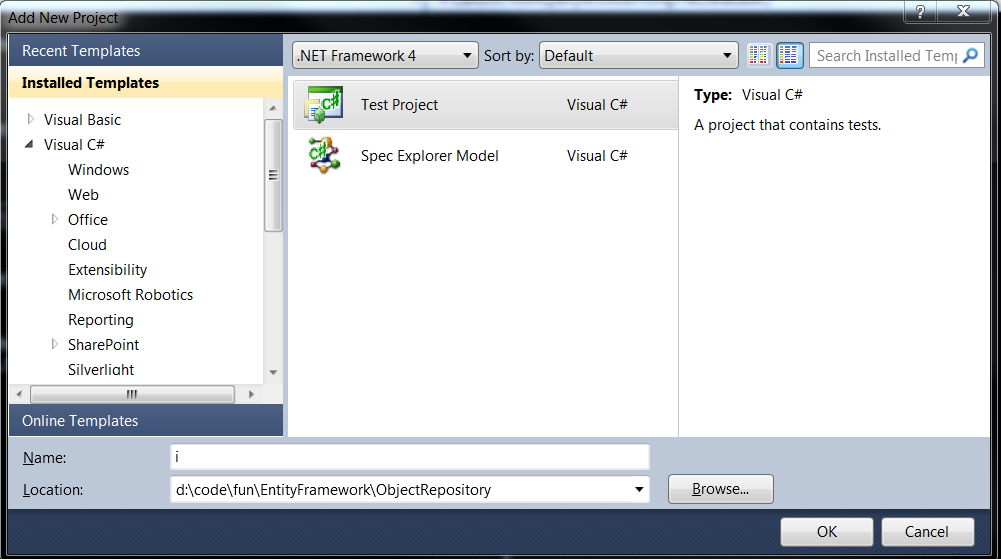 Add New Project
Recent Templates
Installed Templates
Visual Basic
Visual C#
Windows
Web
Office
Cloud
Extensibility
Microsoft Robotics
Reporting
SharePoint
Silverlight
Online Templates
.NET Framework 4 Sort by: Default Search Installed Temp
Test Project Visual C#
Spec Explorer Model Visual C#
Type: Visual C#
A project that contains tests.
Name: i
Location: d:\code\fun\EntityFramework\ObjectRepository Browse...
OK Cancel